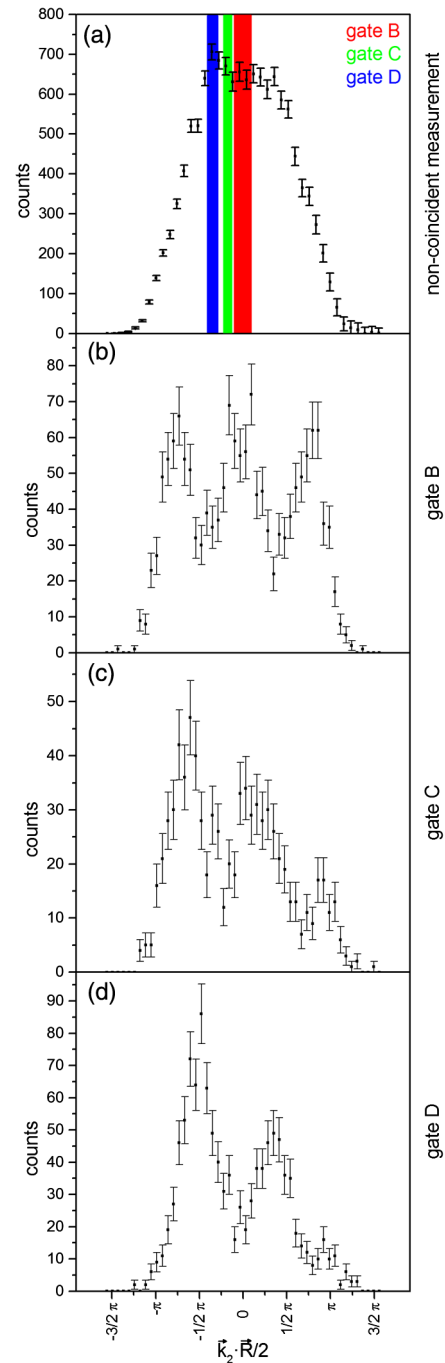 (a)
gate B
gate C
gate D
800
700
600
500
400
300
200
100
0
counts
non-coincident measurement
(b)
80
70
60
50
40
30
20
10
0
counts
gate B
(c)
50
40
30
20
10
0
counts
gate C
(d)
90
80
70
60
50
40
30
20
10
0
counts
gate D
-3/2 π
-π
-1/2 π
0
1/2 π
π
3/2 π
k₂·R/2